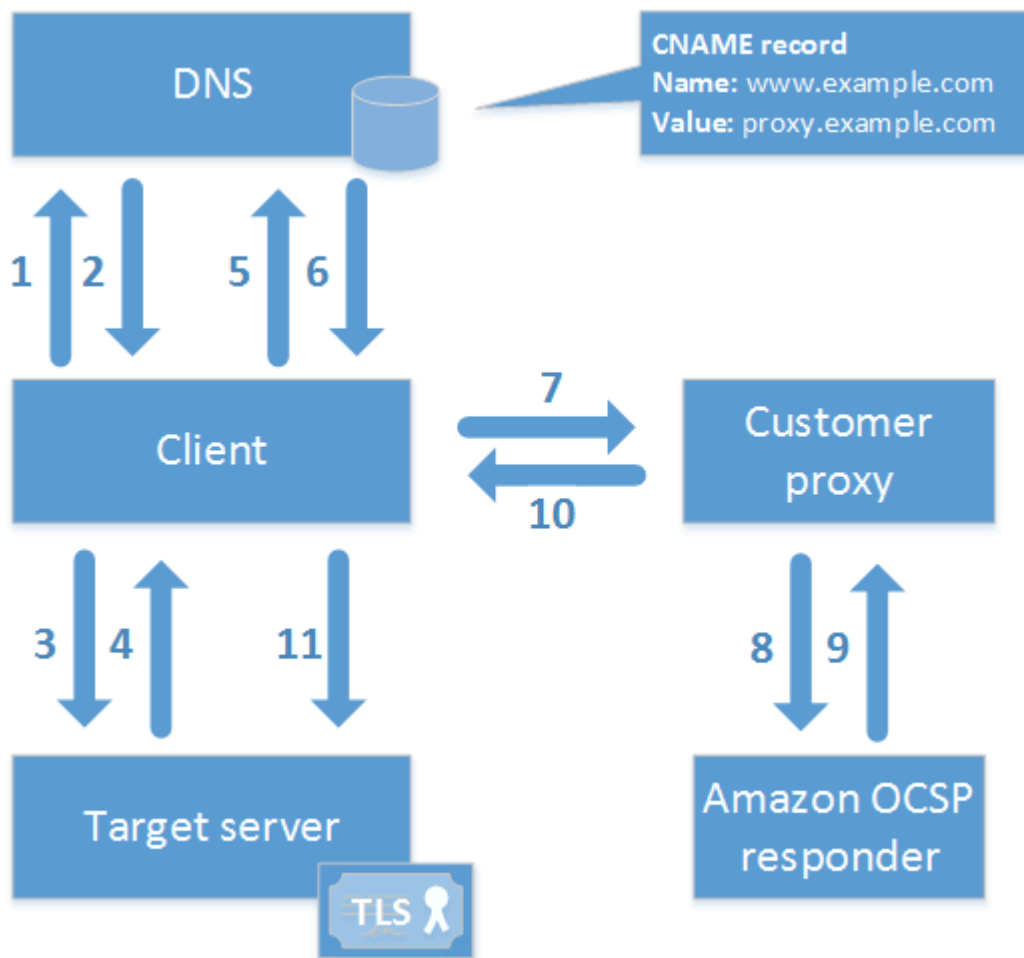 DNS
CNAME record
Name: www.example.com
Value: proxy.example.com
1
2
5
6
Client
7
10
Customer
proxy
3
4
11
8
9
Target server
TLS
Amazon OCSP
responder